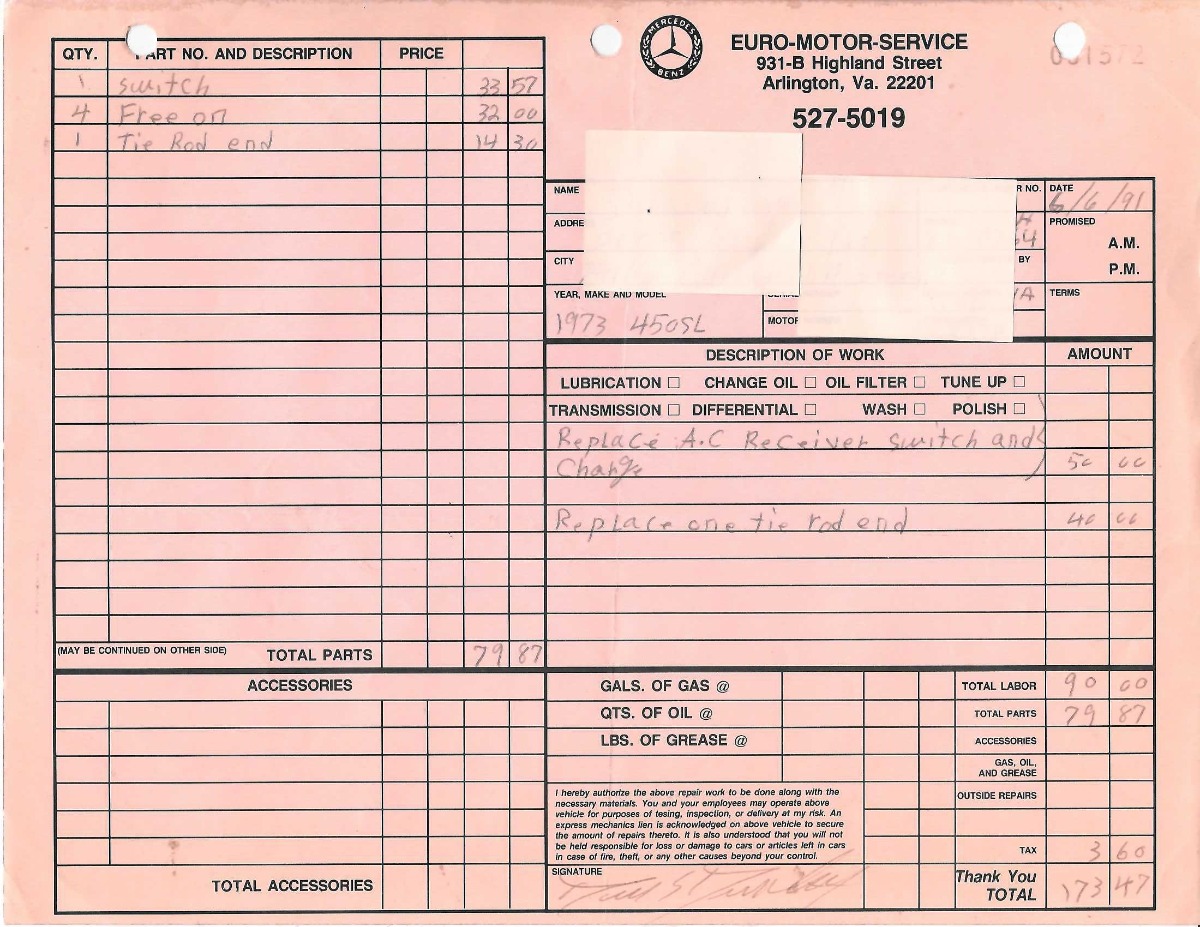 QTY. PART NO. AND DESCRIPTION PRICE
1 switch 33 57
4 Freeon 32 00
1 Tie Rod end 14 30
(MAY BE CONTINUED ON OTHER SIDE) TOTAL PARTS 79 87
ACCESSORIES
TOTAL ACCESSORIES
MERCEDES BENZ
EURO-MOTOR-SERVICE
931-B Highland Street
Arlington, Va. 22201
527-5019
001572
NAME
R NO.
DATE
6/6/91
ADDRE
64
PROMISED
A.M.
P.M.
CITY
BY
YEAR, MAKE AND MODEL
1973 450SL
MOTOR
TERMS
DESCRIPTION OF WORK AMOUNT
LUBRICATION □ CHANGE OIL □ OIL FILTER □ TUNE UP □
TRANSMISSION □ DIFFERENTIAL □ WASH □ POLISH □
Replace A.C Receiver switch and
Charge 50 00
Replace one tie rod end 40 00
GALS. OF GAS @ TOTAL LABOR 90 00
QTS. OF OIL @ TOTAL PARTS 79 87
LBS. OF GREASE @ ACCESSORIES
GAS, OIL,
AND GREASE
I hereby authorize the above repair work to be done along with the
necessary materials. You and your employees may operate above
vehicle for purposes of tesing, inspection, or delivery at my risk. An
express mechanics lien is acknowledged on above vehicle to secure
the amount of repairs thereto. It is also understood that you will not
be held responsible for loss or damage to cars or articles left in cars
in case of fire, theft, or any other causes beyond your control.
OUTSIDE REPAIRS
TAX 3 60
SIGNATURE
Thank You
TOTAL 173 47